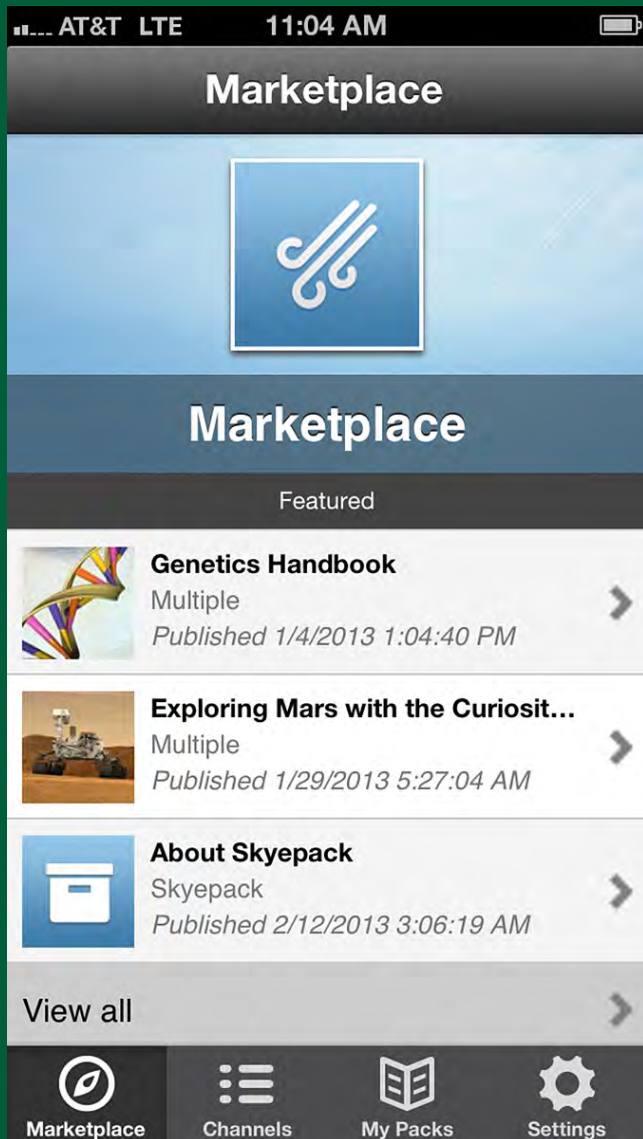 AT&T LTE 11:04 AM
Marketplace
Marketplace
Featured
Genetics Handbook
Multiple
Published 1/4/2013 1:04:40 PM
Exploring Mars with the Curiosit...
Multiple
Published 1/29/2013 5:27:04 AM
About Skyepack
Skyepack
Published 2/12/2013 3:06:19 AM
View all
Marketplace Channels My Packs Settings